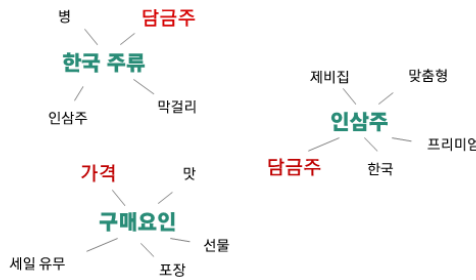 병
담금주
한국 주류
인삼주
막걸리
제비집
맞춤형
인삼주
담금주
한국
프리미엄
가격
맛
구매요인
세일 유무
포장
선물